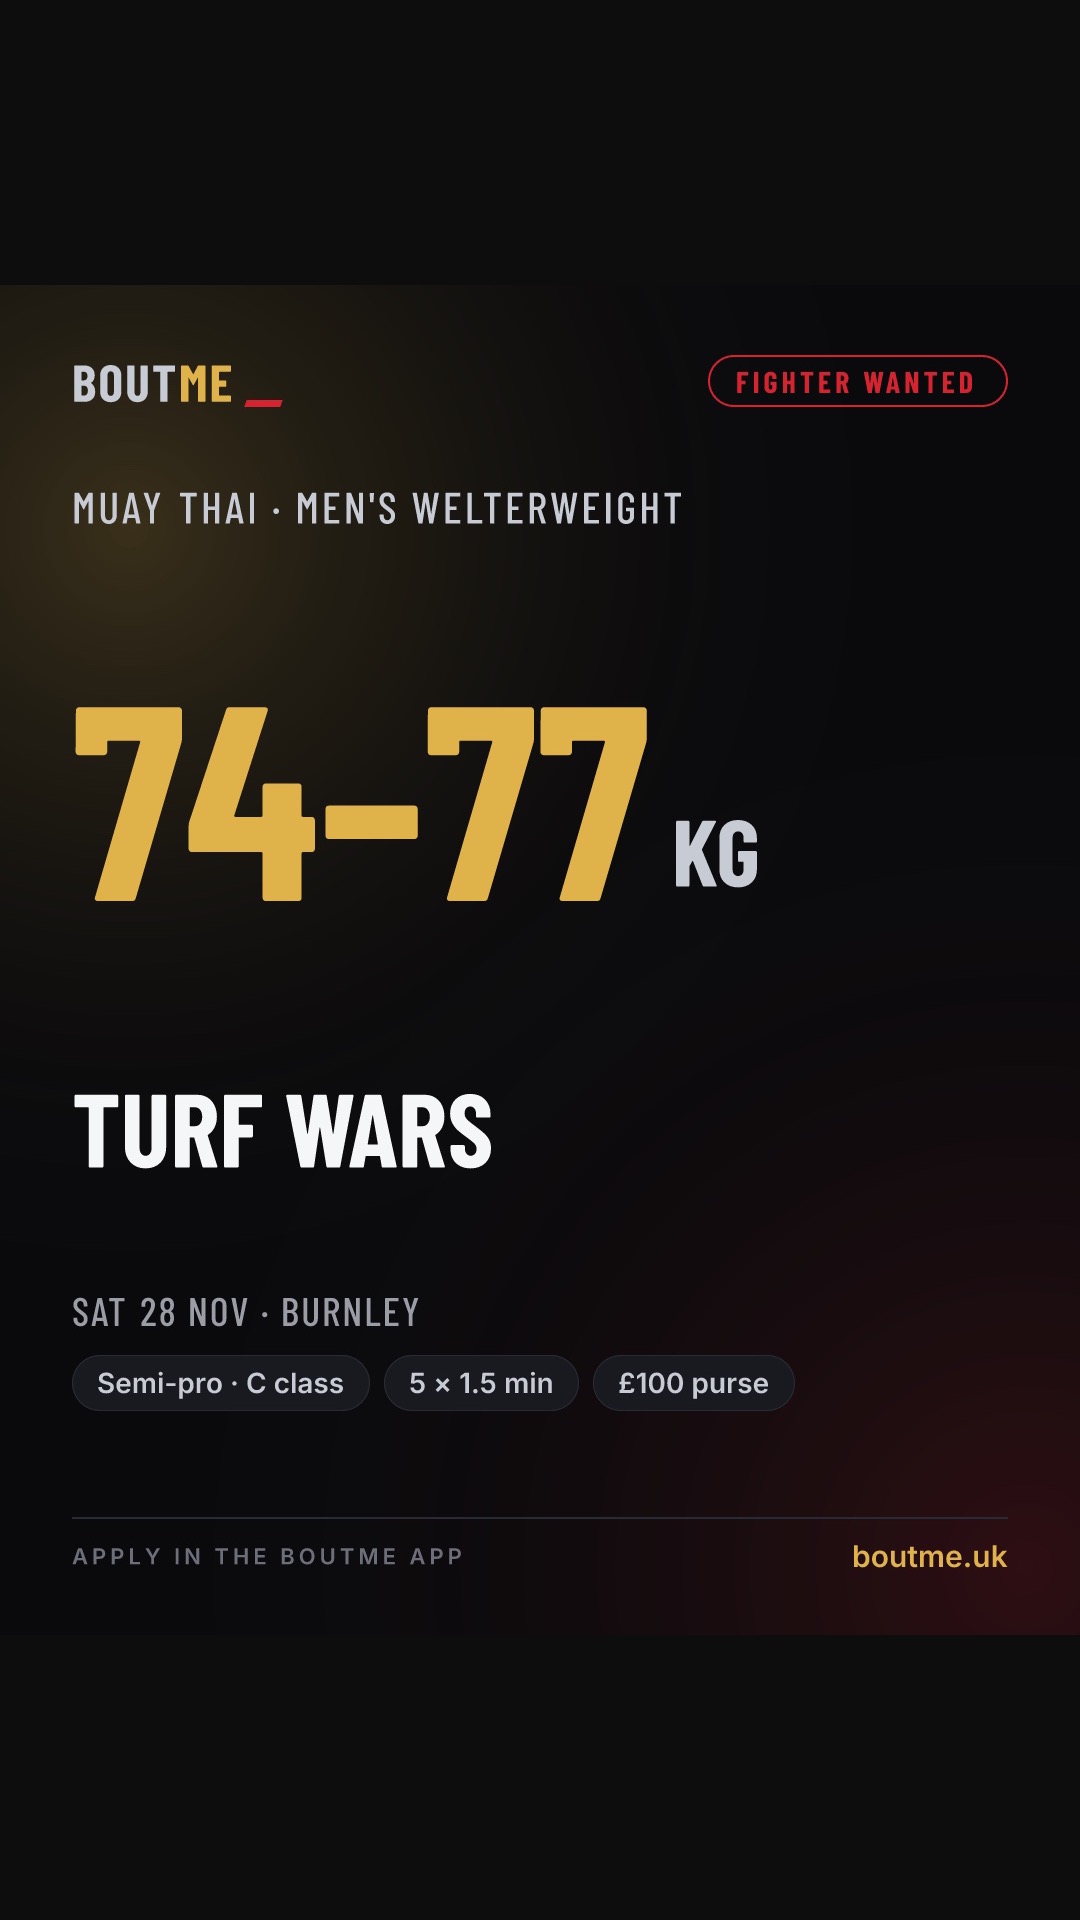 BOUTME
FIGHTER WANTED
MUAY THAI · MEN'S WELTERWEIGHT
74–77 KG
TURF WARS
SAT 28 NOV · BURNLEY
Semi-pro · C class
5 × 1.5 min
£100 purse
APPLY IN THE BOUTME APP
boutme.uk